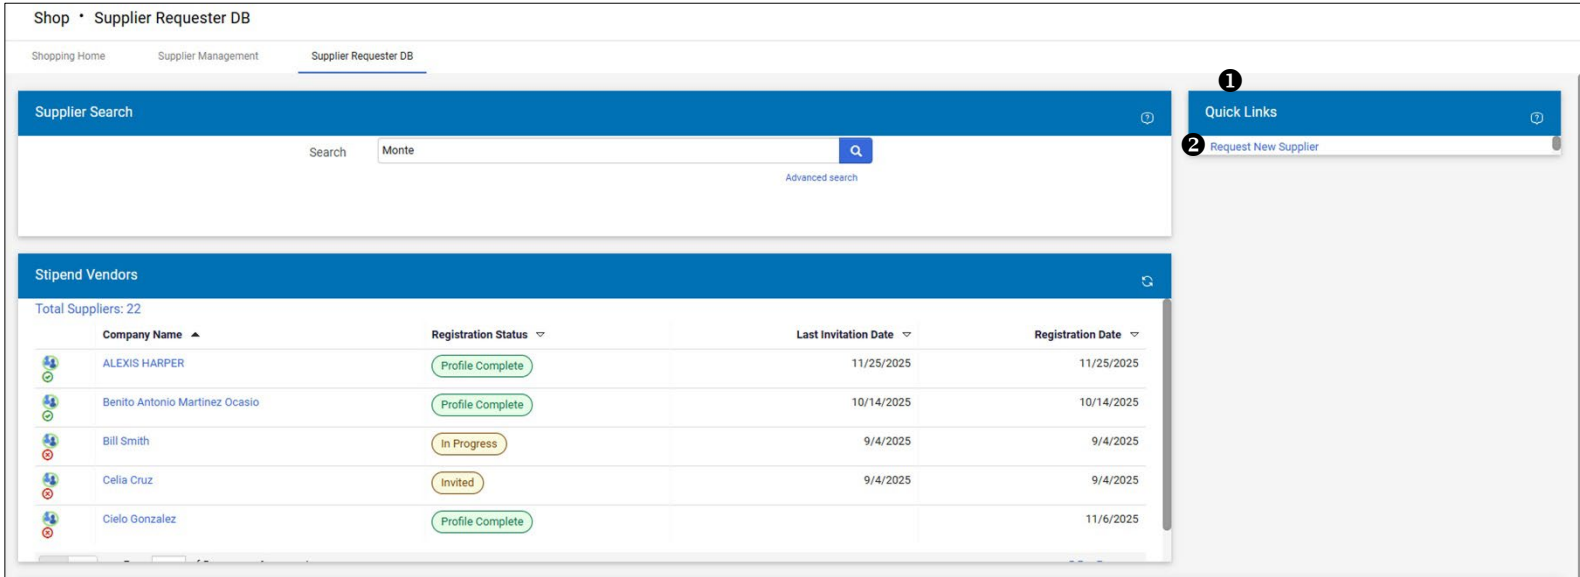 Shop • Supplier Requester DB
Shopping Home Supplier Management Supplier Requester DB
❶
Supplier Search
Quick Links
Search Monte
❷ Request New Supplier
Advanced search
Stipend Vendors
Total Suppliers: 22
Company Name Registration Status Last Invitation Date Registration Date
ALEXIS HARPER Profile Complete 11/25/2025 11/25/2025
Benito Antonio Martinez Ocasio Profile Complete 10/14/2025 10/14/2025
Bill Smith In Progress 9/4/2025 9/4/2025
Celia Cruz Invited 9/4/2025 9/4/2025
Cielo Gonzalez Profile Complete 11/6/2025